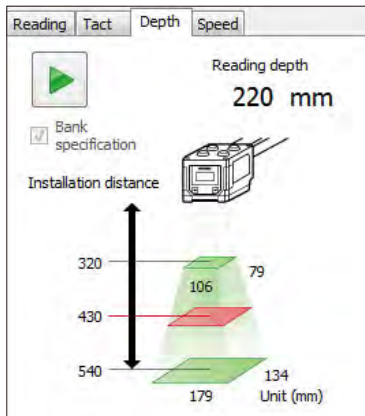 Reading Tact Depth Speed
Reading depth
220 mm
Bank
specification
Installation distance
320
79
106
430
540
134
179 Unit (mm)